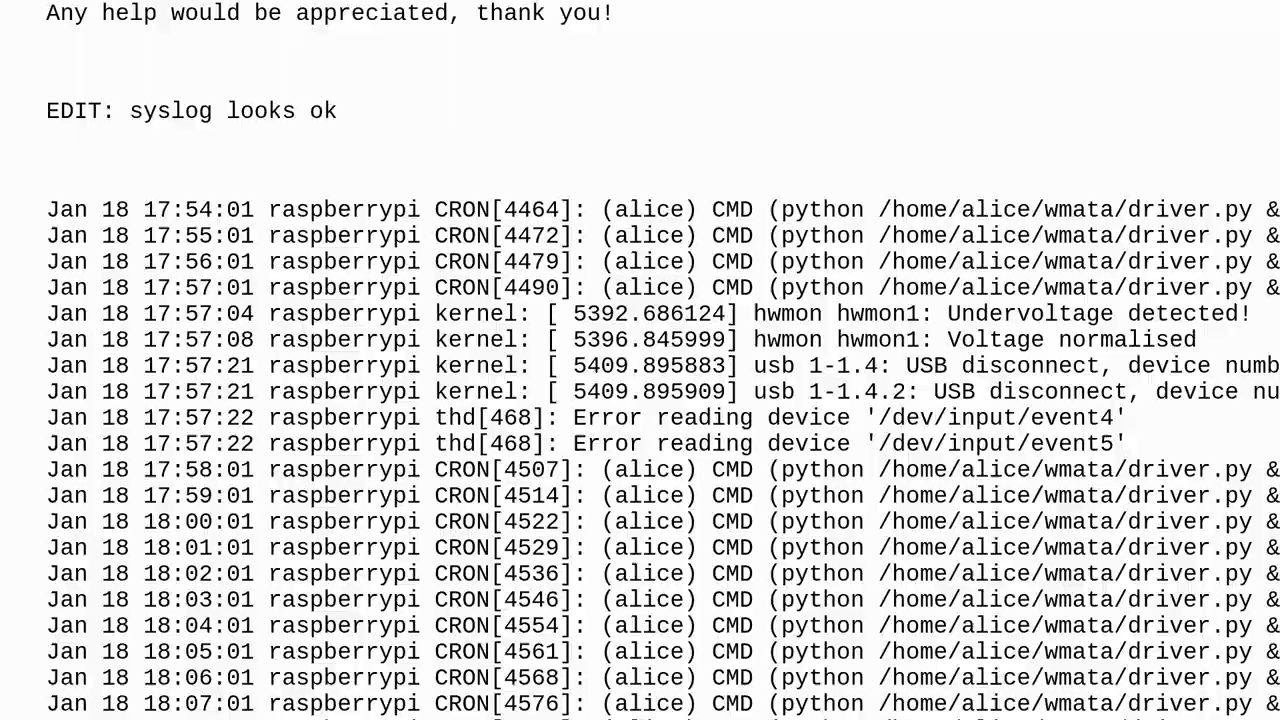 Any help would be appreciated, thank you!
EDIT: syslog looks ok
Jan 18 17:54:01 raspberrypi CRON[4464]: (alice) CMD (python /home/alice/wmata/driver.py &
Jan 18 17:55:01 raspberrypi CRON[4472]: (alice) CMD (python /home/alice/wmata/driver.py &
Jan 18 17:56:01 raspberrypi CRON[4479]: (alice) CMD (python /home/alice/wmata/driver.py &
Jan 18 17:57:01 raspberrypi CRON[4490]: (alice) CMD (python /home/alice/wmata/driver.py &
Jan 18 17:57:04 raspberrypi kernel: [ 5392.686124] hwmon hwmon1: Undervoltage detected!
Jan 18 17:57:08 raspberrypi kernel: [ 5396.845999] hwmon hwmon1: Voltage normalised
Jan 18 17:57:21 raspberrypi kernel: [ 5409.895883] usb 1-1.4: USB disconnect, device numb
Jan 18 17:57:21 raspberrypi kernel: [ 5409.895909] usb 1-1.4.2: USB disconnect, device nu
Jan 18 17:57:22 raspberrypi thd[468]: Error reading device '/dev/input/event4'
Jan 18 17:57:22 raspberrypi thd[468]: Error reading device '/dev/input/event5'
Jan 18 17:58:01 raspberrypi CRON[4507]: (alice) CMD (python /home/alice/wmata/driver.py &
Jan 18 17:59:01 raspberrypi CRON[4514]: (alice) CMD (python /home/alice/wmata/driver.py &
Jan 18 18:00:01 raspberrypi CRON[4522]: (alice) CMD (python /home/alice/wmata/driver.py &
Jan 18 18:01:01 raspberrypi CRON[4529]: (alice) CMD (python /home/alice/wmata/driver.py &
Jan 18 18:02:01 raspberrypi CRON[4536]: (alice) CMD (python /home/alice/wmata/driver.py &
Jan 18 18:03:01 raspberrypi CRON[4546]: (alice) CMD (python /home/alice/wmata/driver.py &
Jan 18 18:04:01 raspberrypi CRON[4554]: (alice) CMD (python /home/alice/wmata/driver.py &
Jan 18 18:05:01 raspberrypi CRON[4561]: (alice) CMD (python /home/alice/wmata/driver.py &
Jan 18 18:06:01 raspberrypi CRON[4568]: (alice) CMD (python /home/alice/wmata/driver.py &
Jan 18 18:07:01 raspberrypi CRON[4576]: (alice) CMD (python /home/alice/wmata/driver.py &